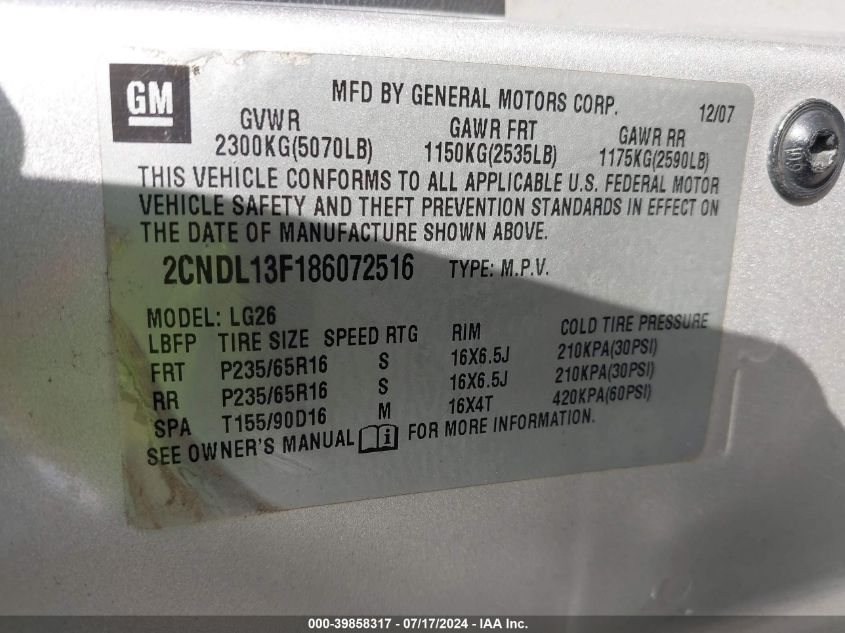 GM
MFD BY GENERAL MOTORS CORP. 12/07
GVWR GAWR FRT GAWR RR
2300KG(5070LB) 1150KG(2535LB) 1175KG(2590LB)
THIS VEHICLE CONFORMS TO ALL APPLICABLE U.S. FEDERAL MOTOR
VEHICLE SAFETY AND THEFT PREVENTION STANDARDS IN EFFECT ON
THE DATE OF MANUFACTURE SHOWN ABOVE.
2CNDL13F186072516 TYPE: M.P.V.
MODEL: LG26
LBFP TIRE SIZE SPEED RTG RIM COLD TIRE PRESSURE
FRT P235/65R16 S 16X6.5J 210KPA(30PSI)
RR P235/65R16 S 16X6.5J 210KPA(30PSI)
SPA T155/90D16 M 16X4T 420KPA(60PSI)
SEE OWNER'S MANUAL FOR MORE INFORMATION.
000-39858317 - 07/17/2024 - IAA Inc.